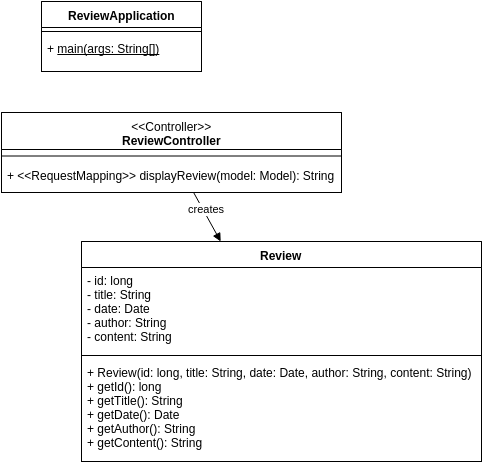 ReviewApplication
+ main(args: String[])
<<Controller>>
ReviewController
+ <<RequestMapping>> displayReview(model: Model): String
creates
Review
- id: long
- title: String
- date: Date
- author: String
- content: String
+ Review(id: long, title: String, date: Date, author: String, content: String)
+ getId(): long
+ getTitle(): String
+ getDate(): Date
+ getAuthor(): String
+ getContent(): String